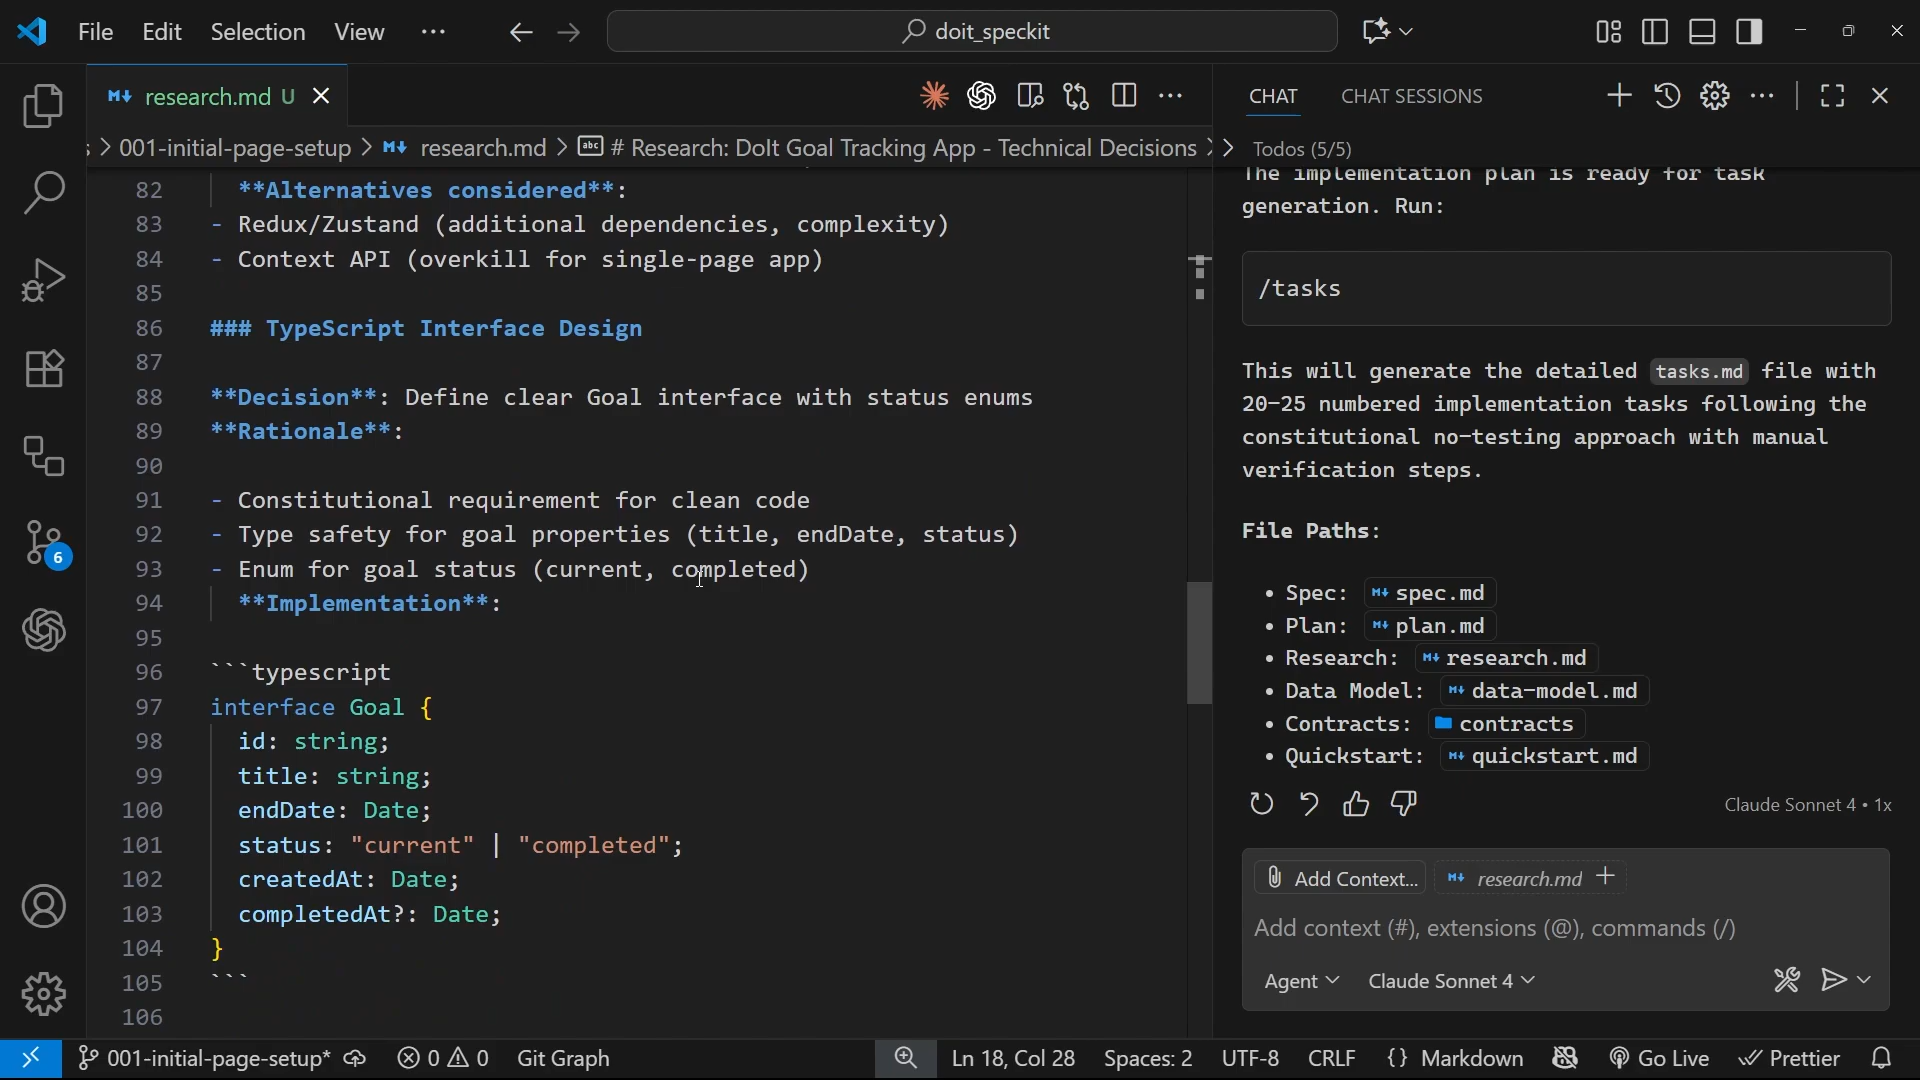 File Edit Selection View ··· doit_speckit
research.md U
CHAT CHAT SESSIONS
001-initial-page-setup > research.md > # Research: DoIt Goal Tracking App - Technical Decisions
Todos (5/5)
82 **Alternatives considered**:
83 - Redux/Zustand (additional dependencies, complexity)
84 - Context API (overkill for single-page app)
85
86 ### TypeScript Interface Design
87
88 **Decision**: Define clear Goal interface with status enums
89 **Rationale**:
90
91 - Constitutional requirement for clean code
92 - Type safety for goal properties (title, endDate, status)
93 - Enum for goal status (current, completed)
94 **Implementation**:
95
96 ```typescript
97 interface Goal {
98 id: string;
99 title: string;
100 endDate: Date;
101 status: "current" | "completed";
102 createdAt: Date;
103 completedAt?: Date;
104 }
105 ```
106
The implementation plan is ready for task
generation. Run:
/tasks
This will generate the detailed tasks.md file with
20-25 numbered implementation tasks following the
constitutional no-testing approach with manual
verification steps.
File Paths:
• Spec: spec.md
• Plan: plan.md
• Research: research.md
• Data Model: data-model.md
• Contracts: contracts
• Quickstart: quickstart.md
Claude Sonnet 4 • 1x
Add Context... research.md +
Add context (#), extensions (@), commands (/)
Agent Claude Sonnet 4
6
001-initial-page-setup* 0 0 Git Graph Ln 18, Col 28 Spaces: 2 UTF-8 CRLF {} Markdown Go Live Prettier